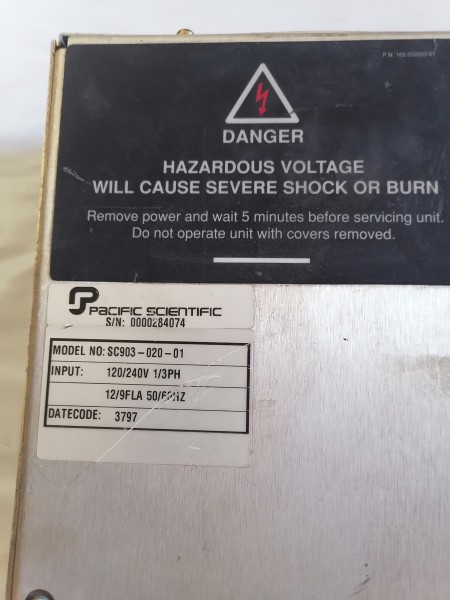 DANGER
HAZARDOUS VOLTAGE
WILL CAUSE SEVERE SHOCK OR BURN
Remove power and wait 5 minutes before servicing unit.
Do not operate unit with covers removed.
PACIFIC SCIENTIFIC
S/N: 0000284074
MODEL NO: SC903-020-01
INPUT: 120/240V 1/3PH
12/9FLA 50/60HZ
DATECODE: 3797